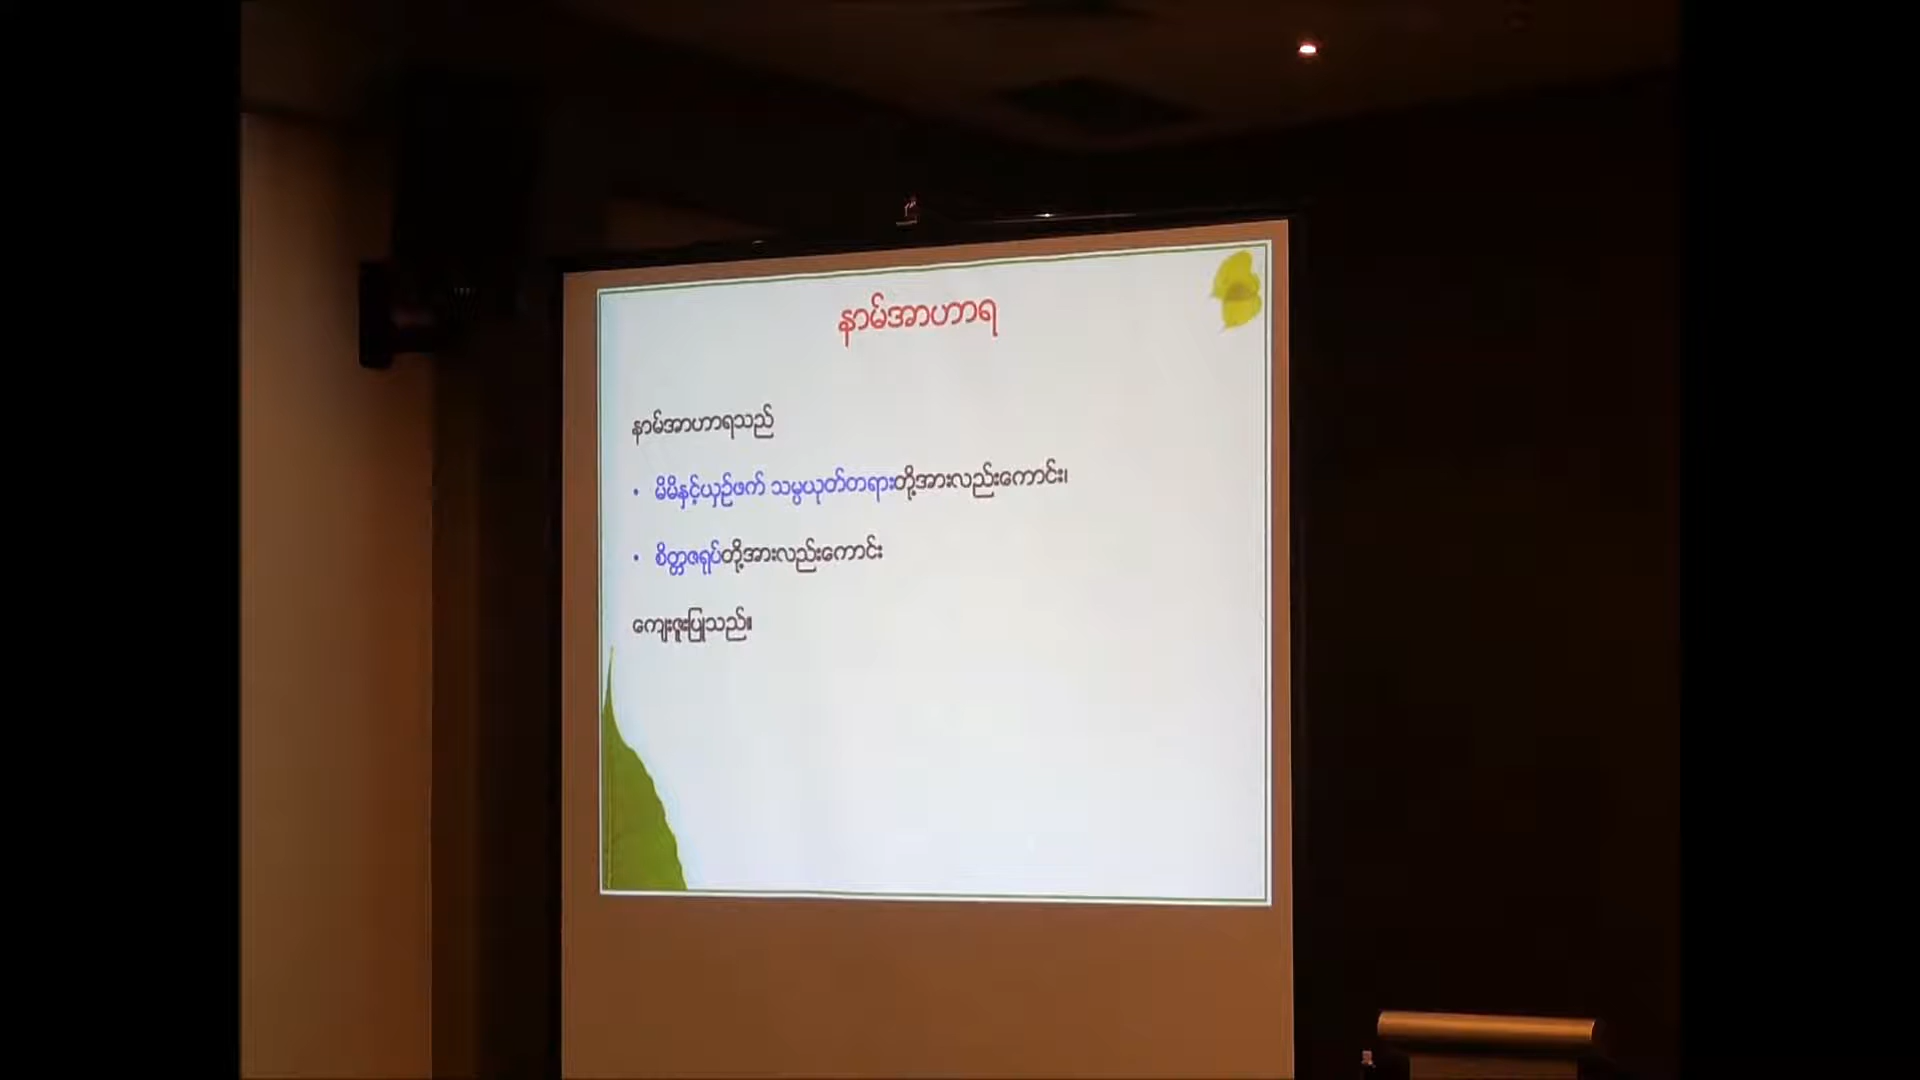 နာမ်အာဟာရ
နာမ်အာဟာရသည်
• မိမိနှင့်ယှဉ်ဖက် သမ္ပယုတ်တရားတို့အားလည်းကောင်း၊
• စိတ္တဇရုပ်တို့အားလည်းကောင်း
ကျေးဇူးပြုသည်။